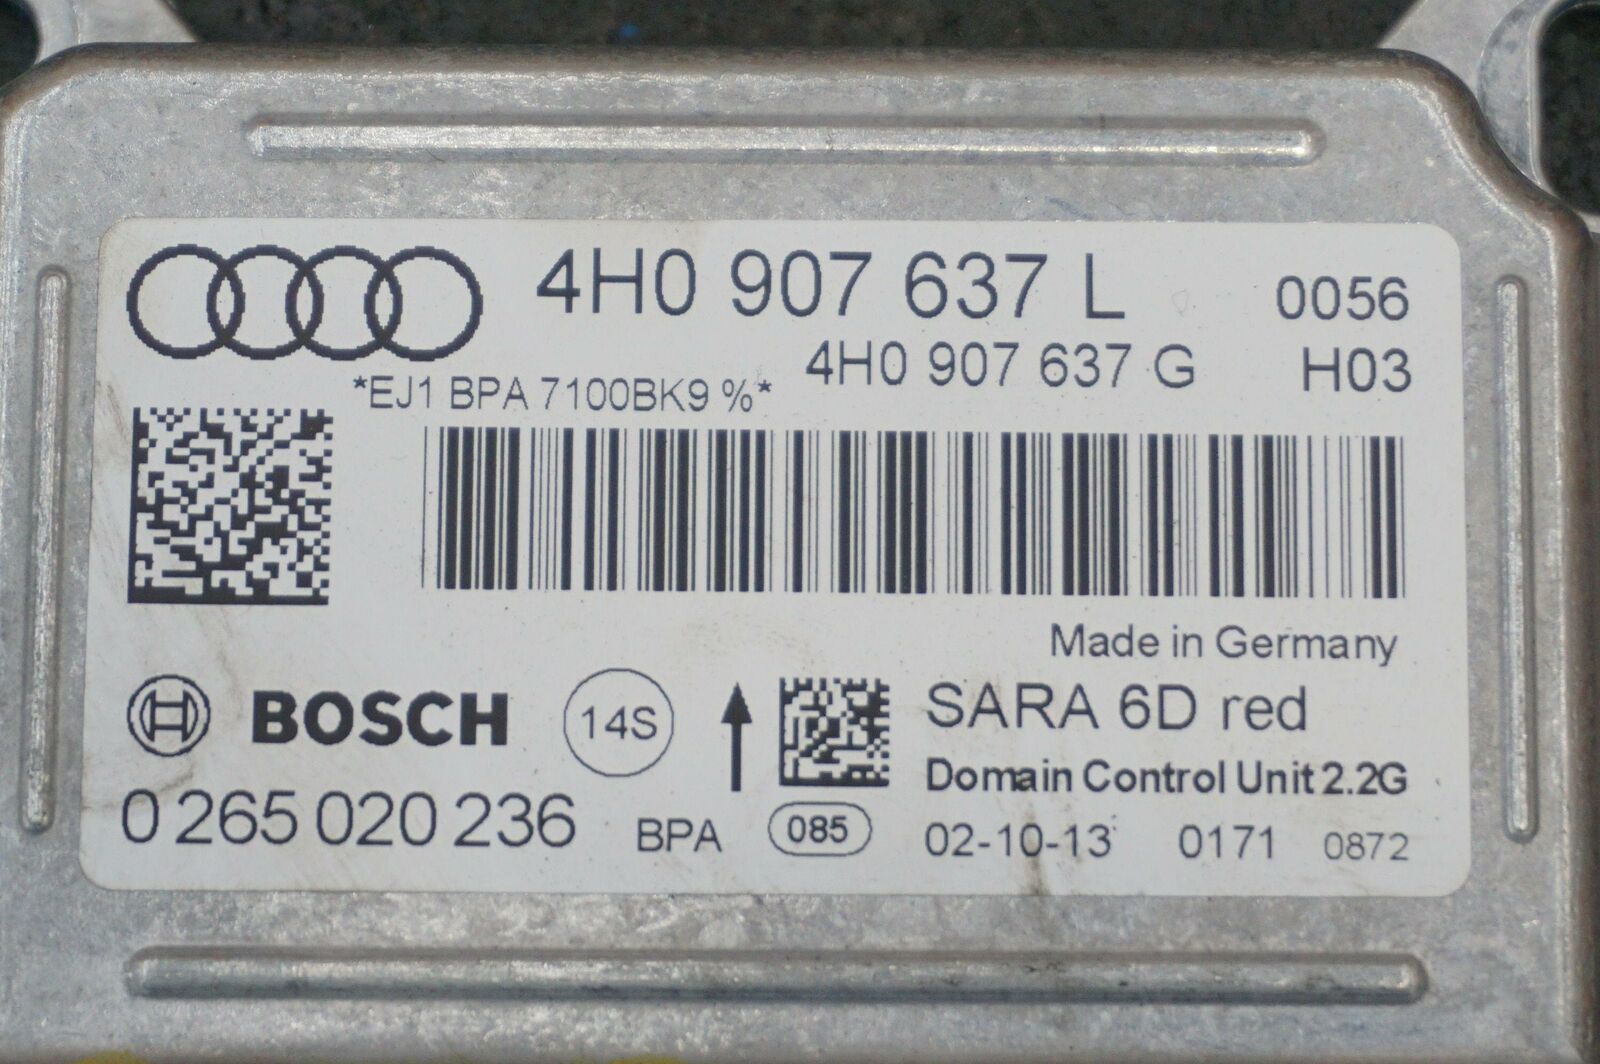 4H0 907 637 L 0056
4H0 907 637 G H03
*EJ1 BPA 7100BK9 %*
Made in Germany
BOSCH 14S SARA 6D red
Domain Control Unit 2.2G
0 265 020 236 BPA 085 02-10-13 0171 0872